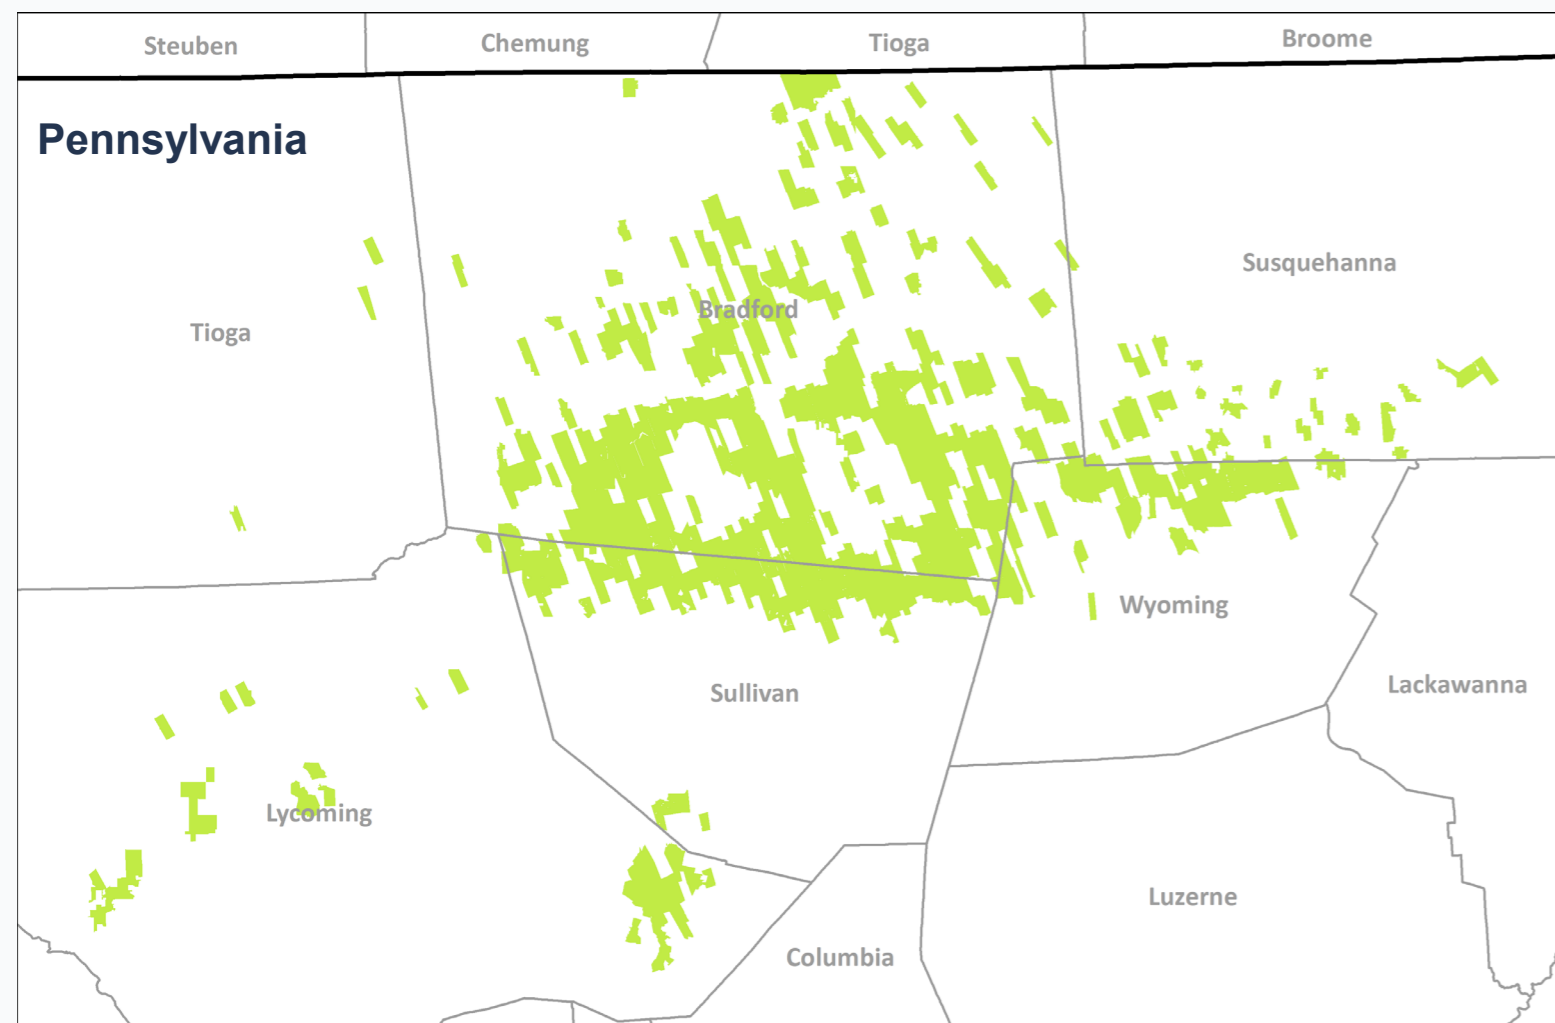 Steuben
Chemung
Tioga
Broome
Pennsylvania
Susquehanna
Bradford
Tioga
Wyoming
Sullivan
Lackawanna
Lycoming
Luzerne
Columbia